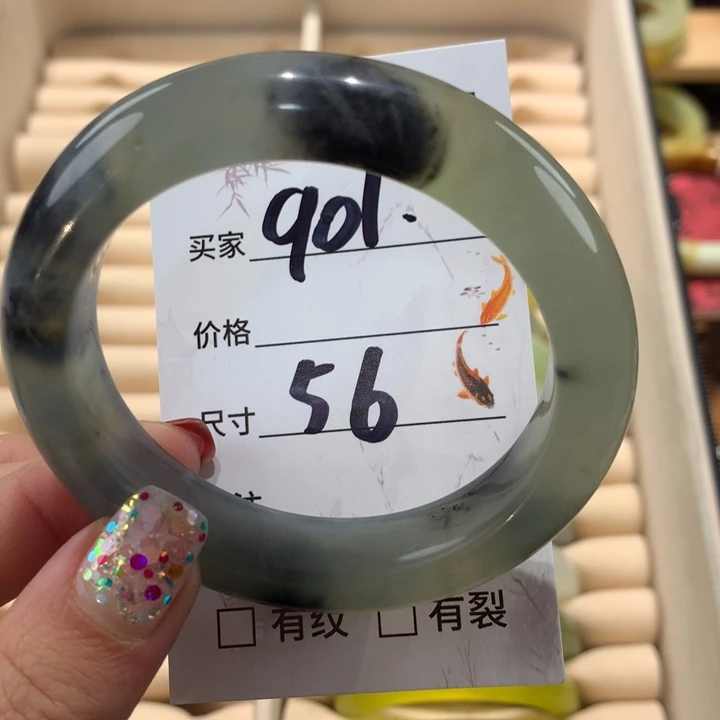 买家 901.
价格
尺寸 56
□ 有纹 □ 有裂